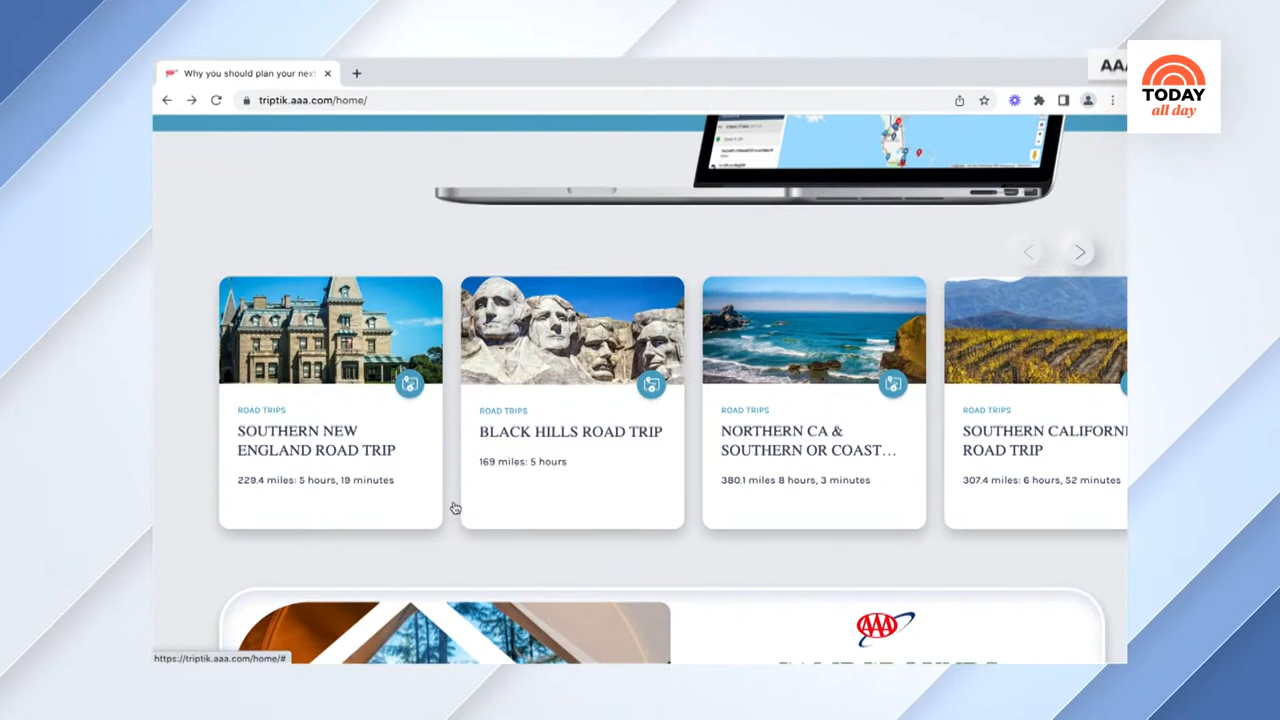 AAA
TODAY
all day
Why you should plan your next
triptik.aaa.com/home/
ROAD TRIPS
SOUTHERN NEW
ENGLAND ROAD TRIP
229.4 miles: 5 hours, 19 minutes
ROAD TRIPS
BLACK HILLS ROAD TRIP
169 miles: 5 hours
ROAD TRIPS
NORTHERN CA &
SOUTHERN OR COAST...
380.1 miles 8 hours, 3 minutes
ROAD TRIPS
SOUTHERN CALIFORNI
ROAD TRIP
307.4 miles: 6 hours, 52 minutes
AAA
https://triptik.aaa.com/home/#